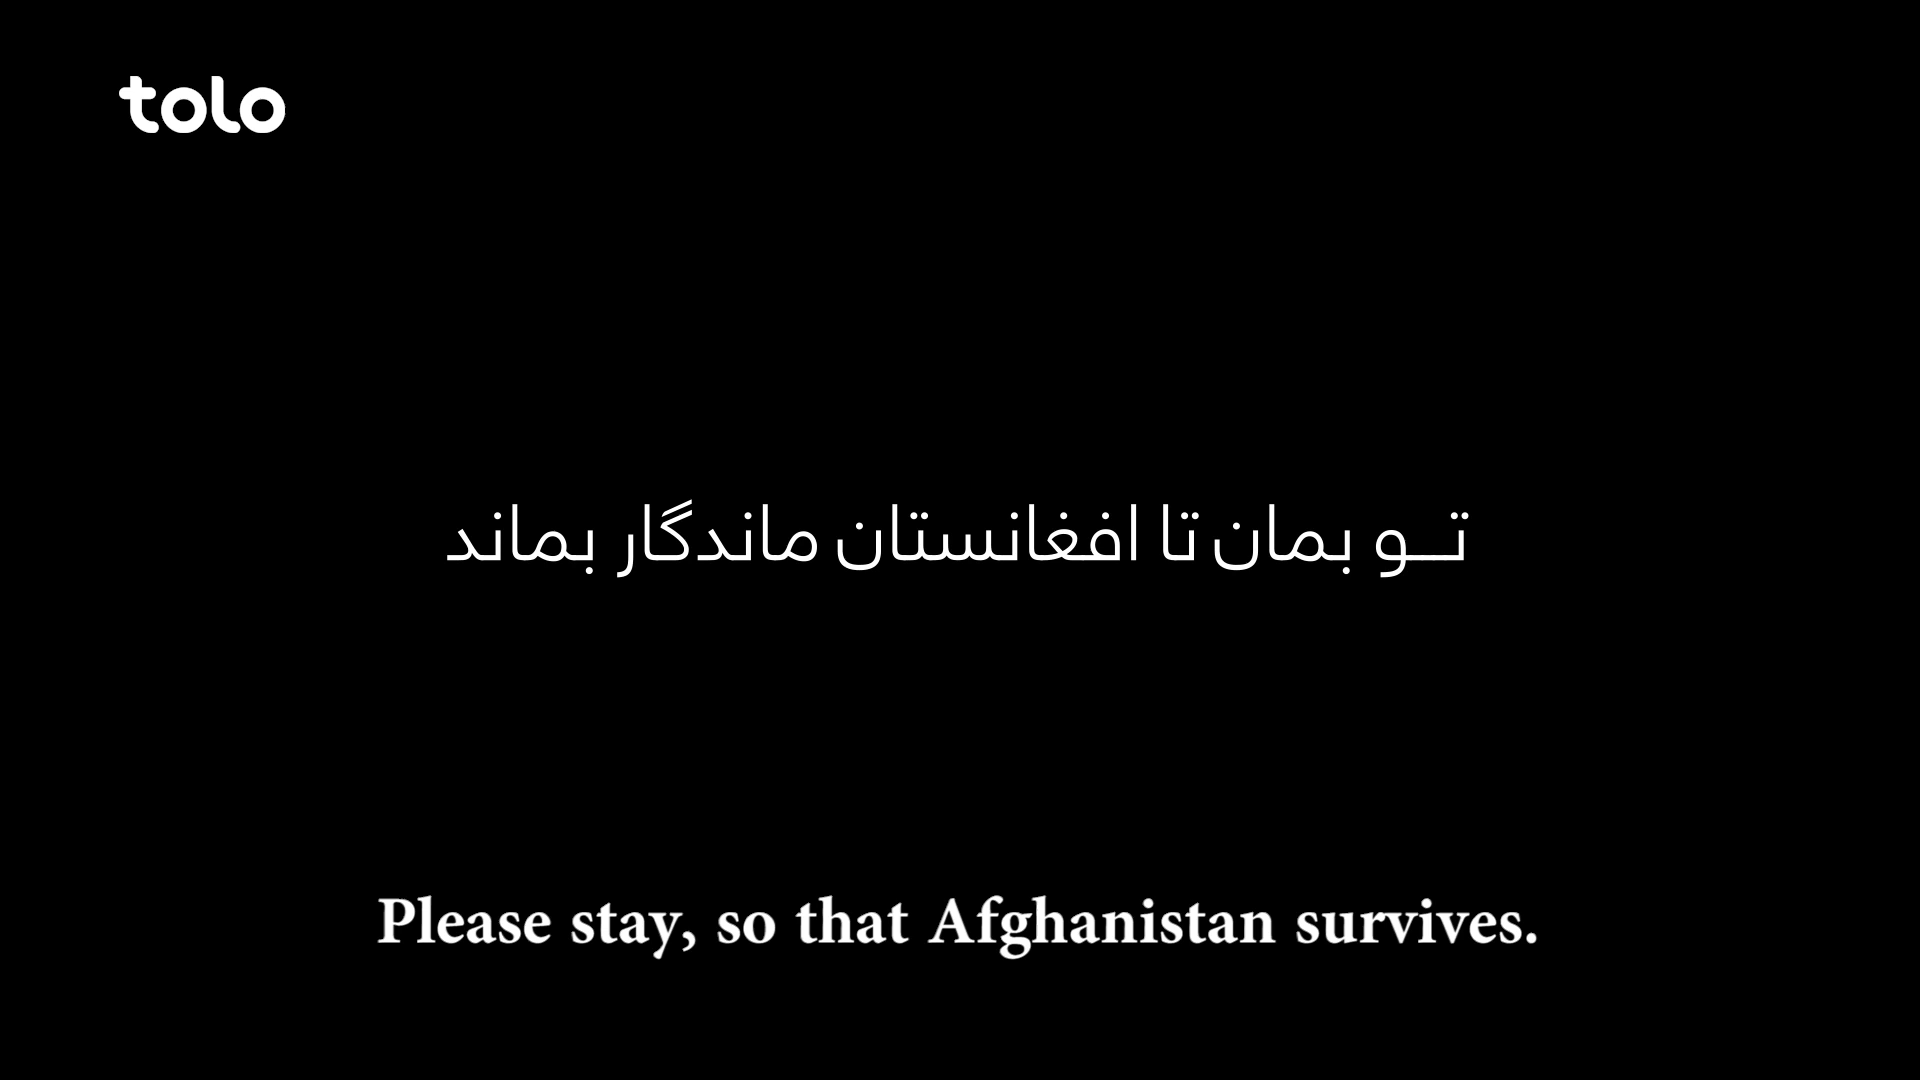 tolo
تــو بمان تا افغانستان ماندگار بماند
Please stay, so that Afghanistan survives.